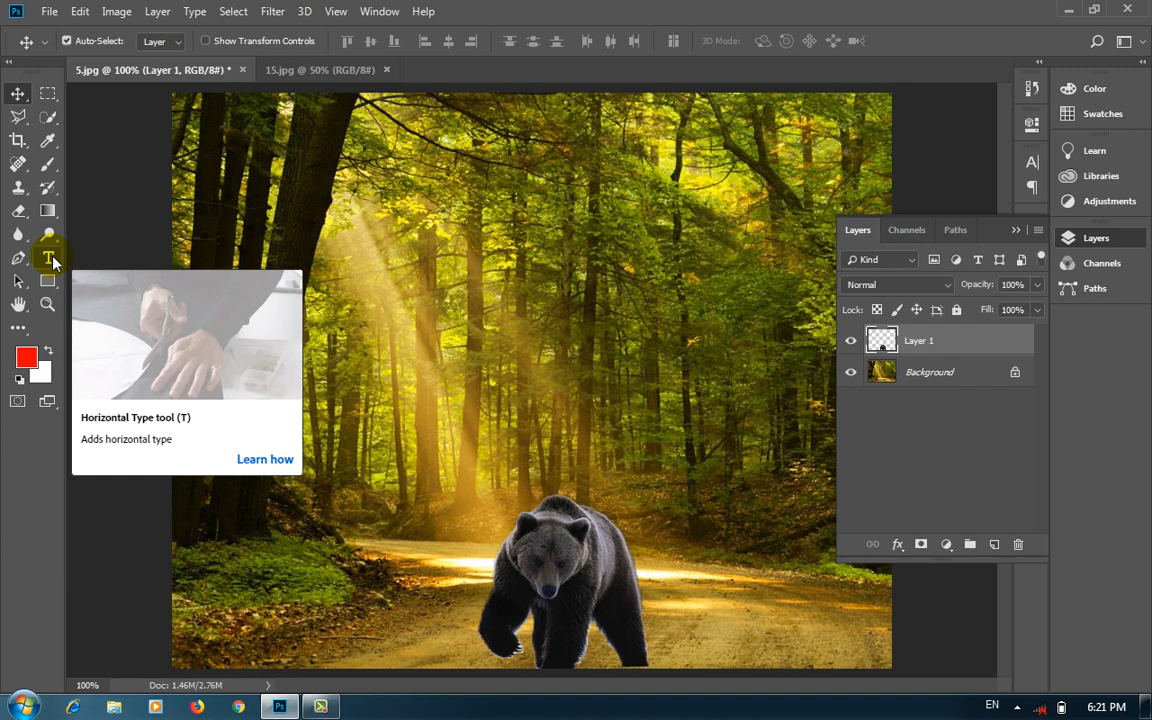 Ps File Edit Image Layer Type Select Filter 3D View Window Help
Auto-Select: Layer Show Transform Controls 3D Mode:
5.jpg @ 100% (Layer 1, RGB/8#) * × 15.jpg @ 50% (RGB/8#) ×
Color
Swatches
Learn
Libraries
Adjustments
Layers
Channels
Paths
Layers Channels Paths
Kind
Normal Opacity: 100%
Lock: Fill: 100%
Layer 1
Background
fx
T
Horizontal Type tool (T)
Adds horizontal type
Learn how
100% Doc: 1.46M/2.76M
Ps EN 6:21 PM